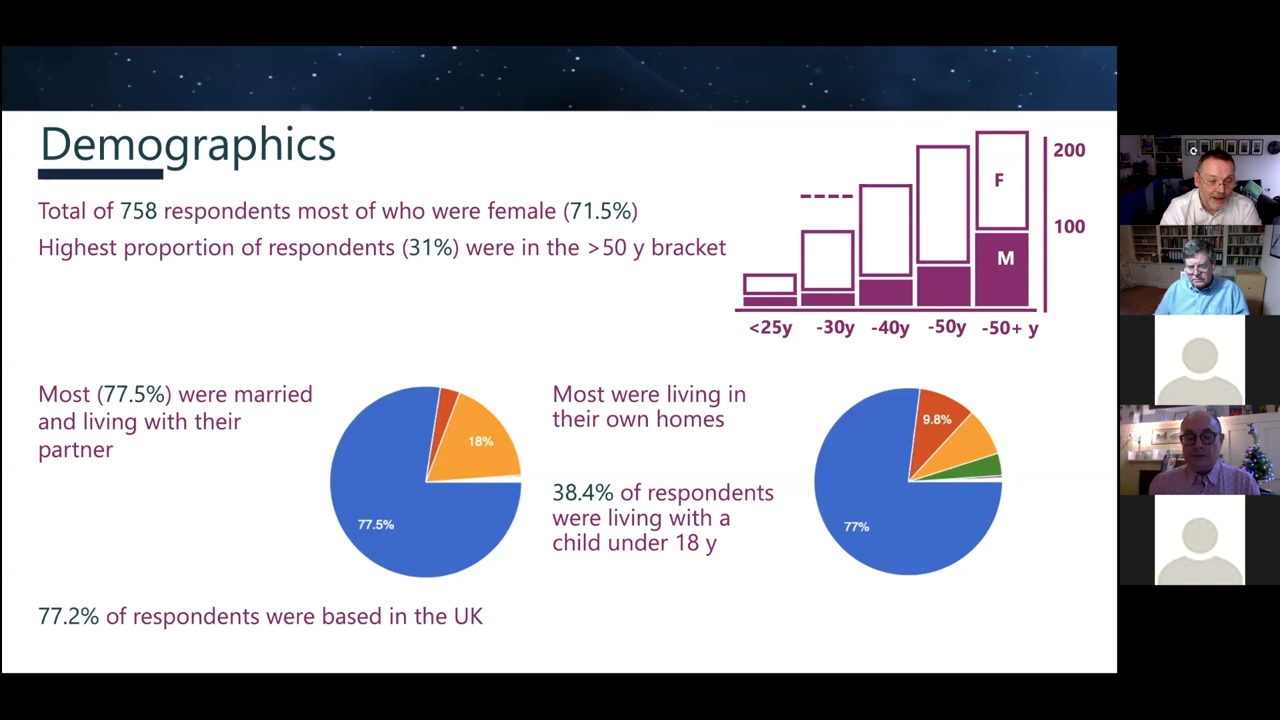 Demographics
Total of 758 respondents most of who were female (71.5%)
Highest proportion of respondents (31%) were in the >50 y bracket
200
100
F
M
<25y
-30y
-40y
-50y
-50+ y
Most (77.5%) were married
and living with their
partner
18%
77.5%
Most were living in
their own homes
38.4% of respondents
were living with a
child under 18 y
9.8%
77%
77.2% of respondents were based in the UK